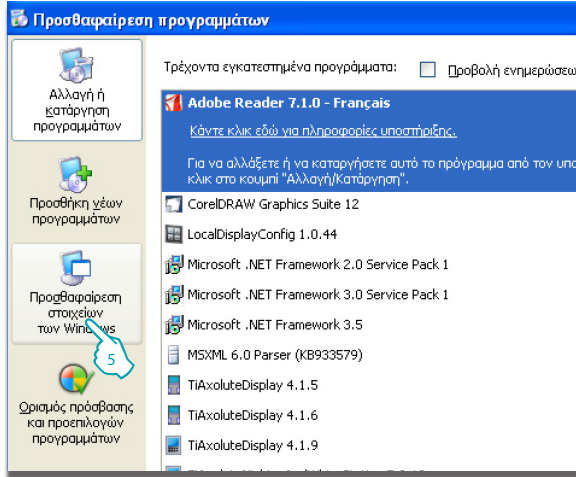 Προσθαφαίρεση προγραμμάτων
Αλλαγή ή
κατάργηση
προγραμμάτων
Προσθήκη νέων
προγραμμάτων
Προσθαφαίρεση
στοιχείων
των Windows
5
Ορισμός πρόσβασης
και προεπιλογών
προγραμμάτων
Τρέχοντα εγκατεστημένα προγράμματα:
Προβολή ενημερώσεω
Adobe Reader 7.1.0 - Français
Κάντε κλικ εδώ για πληροφορίες υποστήριξης.
Για να αλλάξετε ή να καταργήσετε αυτό το πρόγραμμα από τον υπο
κλικ στο κουμπί "Αλλαγή/Κατάργηση".
CorelDRAW Graphics Suite 12
LocalDisplayConfig 1.0.44
Microsoft .NET Framework 2.0 Service Pack 1
Microsoft .NET Framework 3.0 Service Pack 1
Microsoft .NET Framework 3.5
MSXML 6.0 Parser (KB933579)
TiAxoluteDisplay 4.1.5
TiAxoluteDisplay 4.1.6
TiAxoluteDisplay 4.1.9